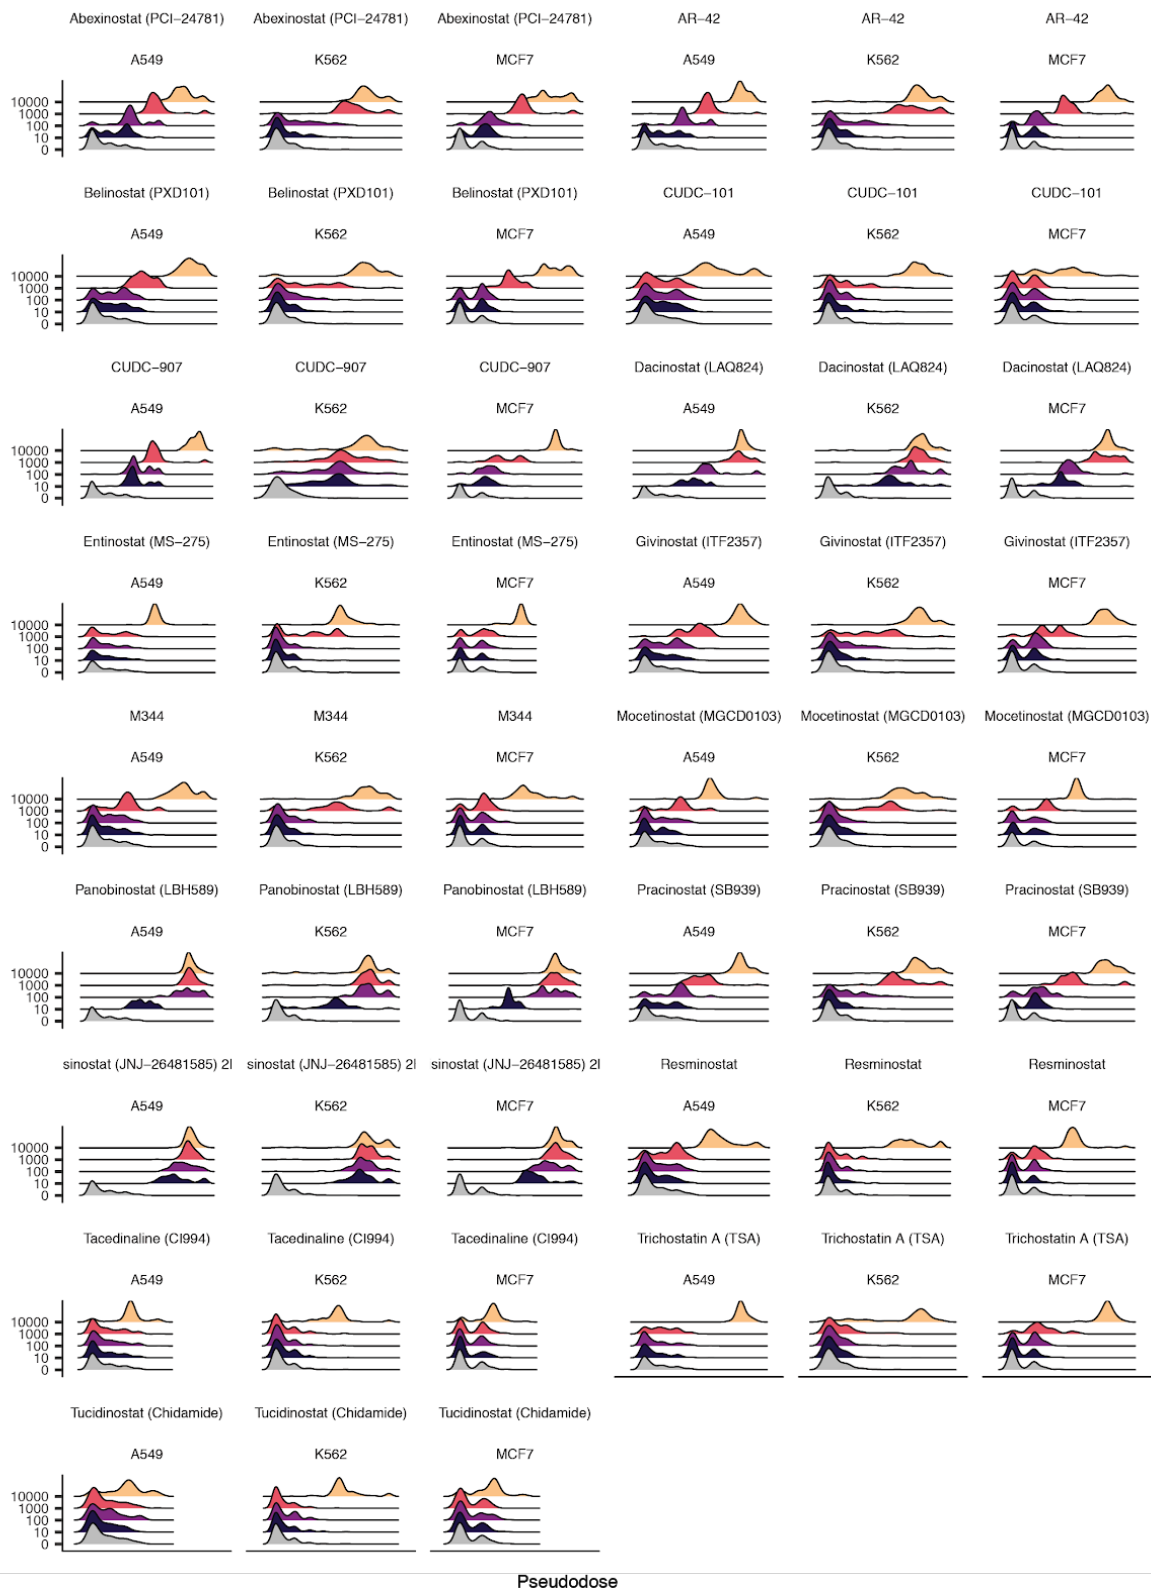 Abexinostat (PCI−24781) Abexinostat (PCI−24781) Abexinostat (PCI−24781) AR−42 AR−42 AR−42
A549 K562 MCF7 A549 K562 MCF7
10000
1000
100
10
0
Belinostat (PXD101) Belinostat (PXD101) Belinostat (PXD101) CUDC−101 CUDC−101 CUDC−101
A549 K562 MCF7 A549 K562 MCF7
10000
1000
100
10
0
CUDC−907 CUDC−907 CUDC−907 Dacinostat (LAQ824) Dacinostat (LAQ824) Dacinostat (LAQ824)
A549 K562 MCF7 A549 K562 MCF7
10000
1000
100
10
0
Entinostat (MS−275) Entinostat (MS−275) Entinostat (MS−275) Givinostat (ITF2357) Givinostat (ITF2357) Givinostat (ITF2357)
A549 K562 MCF7 A549 K562 MCF7
10000
1000
100
10
0
M344 M344 M344 Mocetinostat (MGCD0103) Mocetinostat (MGCD0103) Mocetinostat (MGCD0103)
A549 K562 MCF7 A549 K562 MCF7
10000
1000
100
10
0
Panobinostat (LBH589) Panobinostat (LBH589) Panobinostat (LBH589) Pracinostat (SB939) Pracinostat (SB939) Pracinostat (SB939)
A549 K562 MCF7 A549 K562 MCF7
10000
1000
100
10
0
sinostat (JNJ−26481585) 2l sinostat (JNJ−26481585) 2l sinostat (JNJ−26481585) 2l Resminostat Resminostat Resminostat
A549 K562 MCF7 A549 K562 MCF7
10000
1000
100
10
0
Tacedinaline (CI994) Tacedinaline (CI994) Tacedinaline (CI994) Trichostatin A (TSA) Trichostatin A (TSA) Trichostatin A (TSA)
A549 K562 MCF7 A549 K562 MCF7
10000
1000
100
10
0
Tucidinostat (Chidamide) Tucidinostat (Chidamide) Tucidinostat (Chidamide)
A549 K562 MCF7
10000
1000
100
10
0
Pseudodose